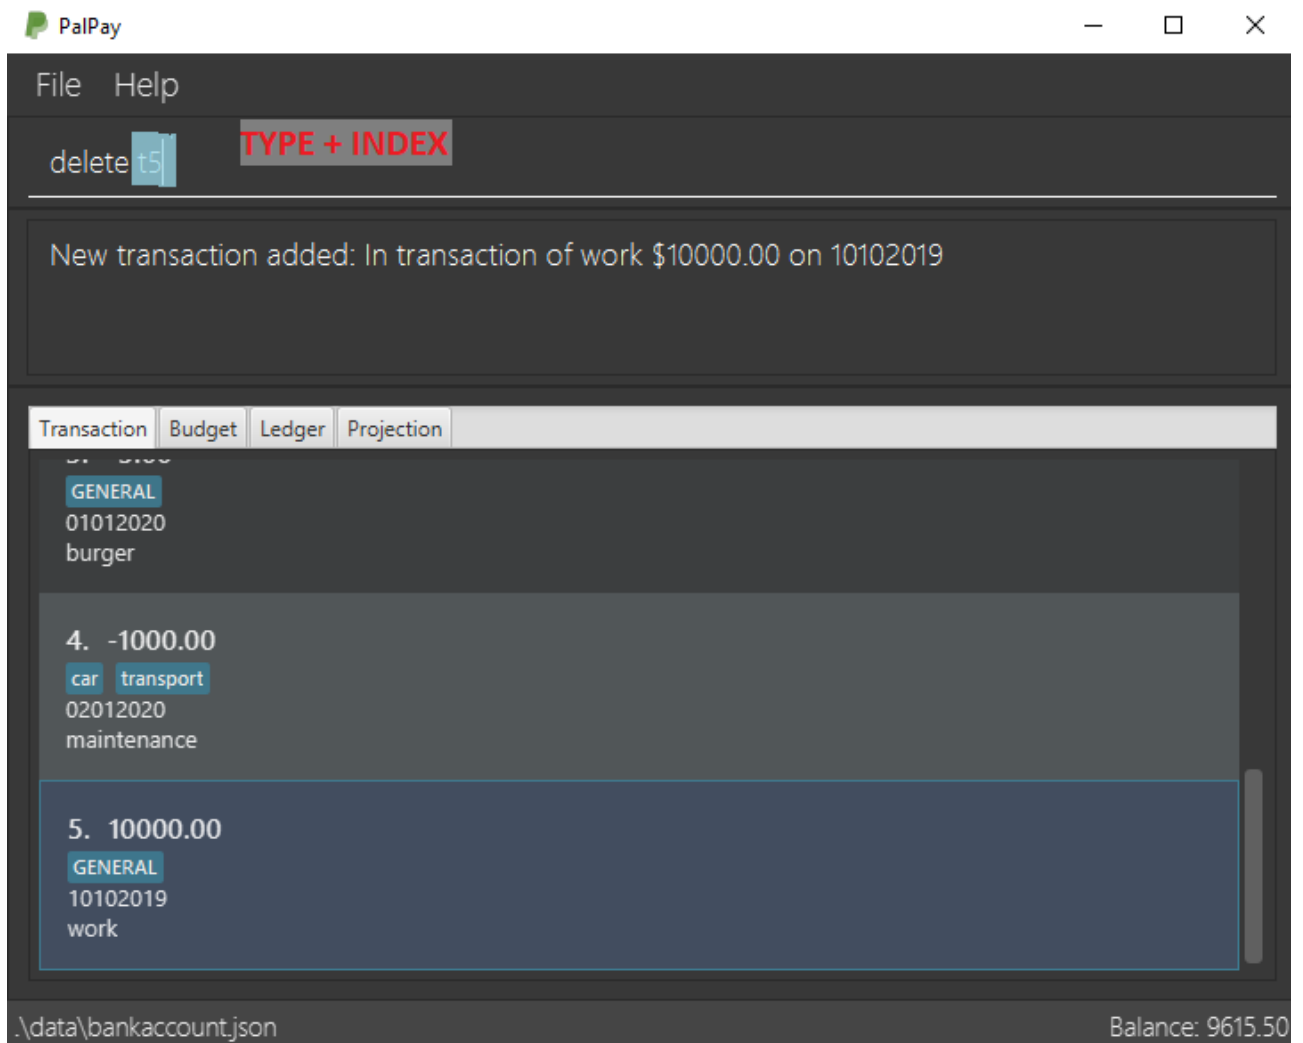 PalPay
File Help
delete t5 TYPE + INDEX
New transaction added: In transaction of work $10000.00 on 10102019
Transaction Budget Ledger Projection
GENERAL
01012020
burger
4. -1000.00
car transport
02012020
maintenance
5. 10000.00
GENERAL
10102019
work
.\data\bankaccount.json Balance: 9615.50